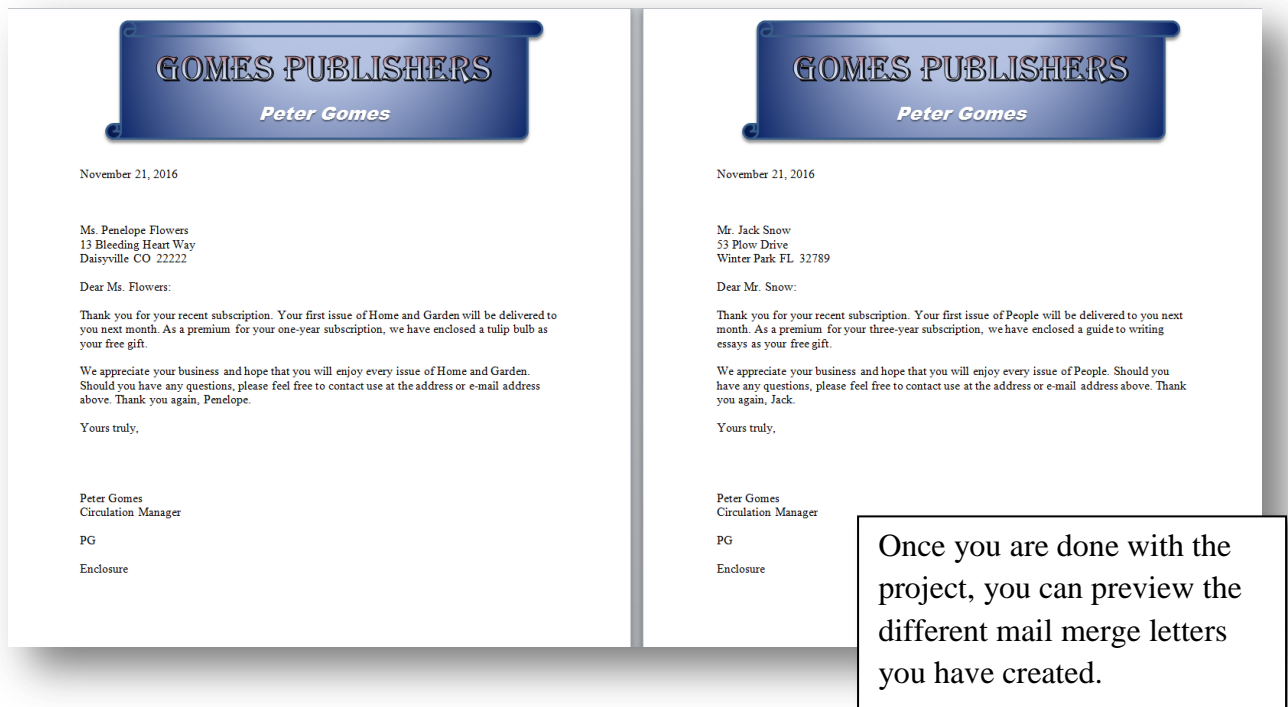 GOMES PUBLISHERS
Peter Gomes
November 21, 2016
Ms. Penelope Flowers
13 Bleeding Heart Way
Daisyville CO 22222
Dear Ms. Flowers:
Thank you for your recent subscription. Your first issue of Home and Garden will be delivered to
you next month. As a premium for your one-year subscription, we have enclosed a tulip bulb as
your free gift.
We appreciate your business and hope that you will enjoy every issue of Home and Garden.
Should you have any questions, please feel free to contact use at the address or e-mail address
above. Thank you again, Penelope.
Yours truly,
Peter Gomes
Circulation Manager
PG
Enclosure
GOMES PUBLISHERS
Peter Gomes
November 21, 2016
Mr. Jack Snow
53 Plow Drive
Winter Park FL 32789
Dear Mr. Snow:
Thank you for your recent subscription. Your first issue of People will be delivered to you next
month. As a premium for your three-year subscription, we have enclosed a guide to writing
essays as your free gift.
We appreciate your business and hope that you will enjoy every issue of People. Should you
have any questions, please feel free to contact use at the address or e-mail address above. Thank
you again, Jack.
Yours truly,
Peter Gomes
Circulation Manager
PG
Enclosure
Once you are done with the
project, you can preview the
different mail merge letters
you have created.